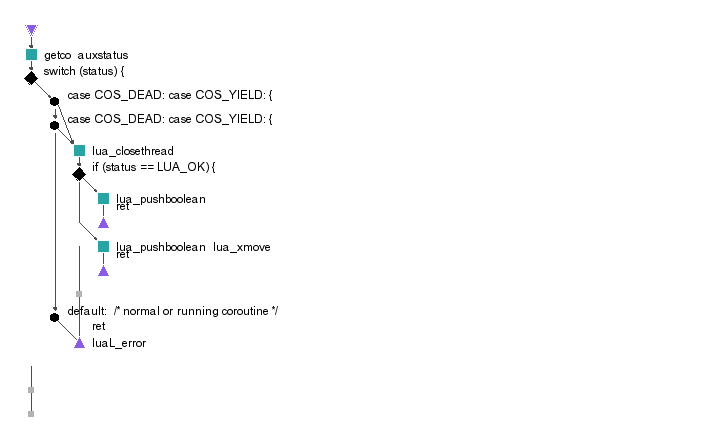 getco auxstatus
switch (status) {
case COS_DEAD: case COS_YIELD: {
case COS_DEAD: case COS_YIELD: {
lua_closethread
if (status == LUA_OK) {
lua_pushboolean
ret
lua_pushboolean lua_xmove
ret
default: /* normal or running coroutine */
ret
luaL_error